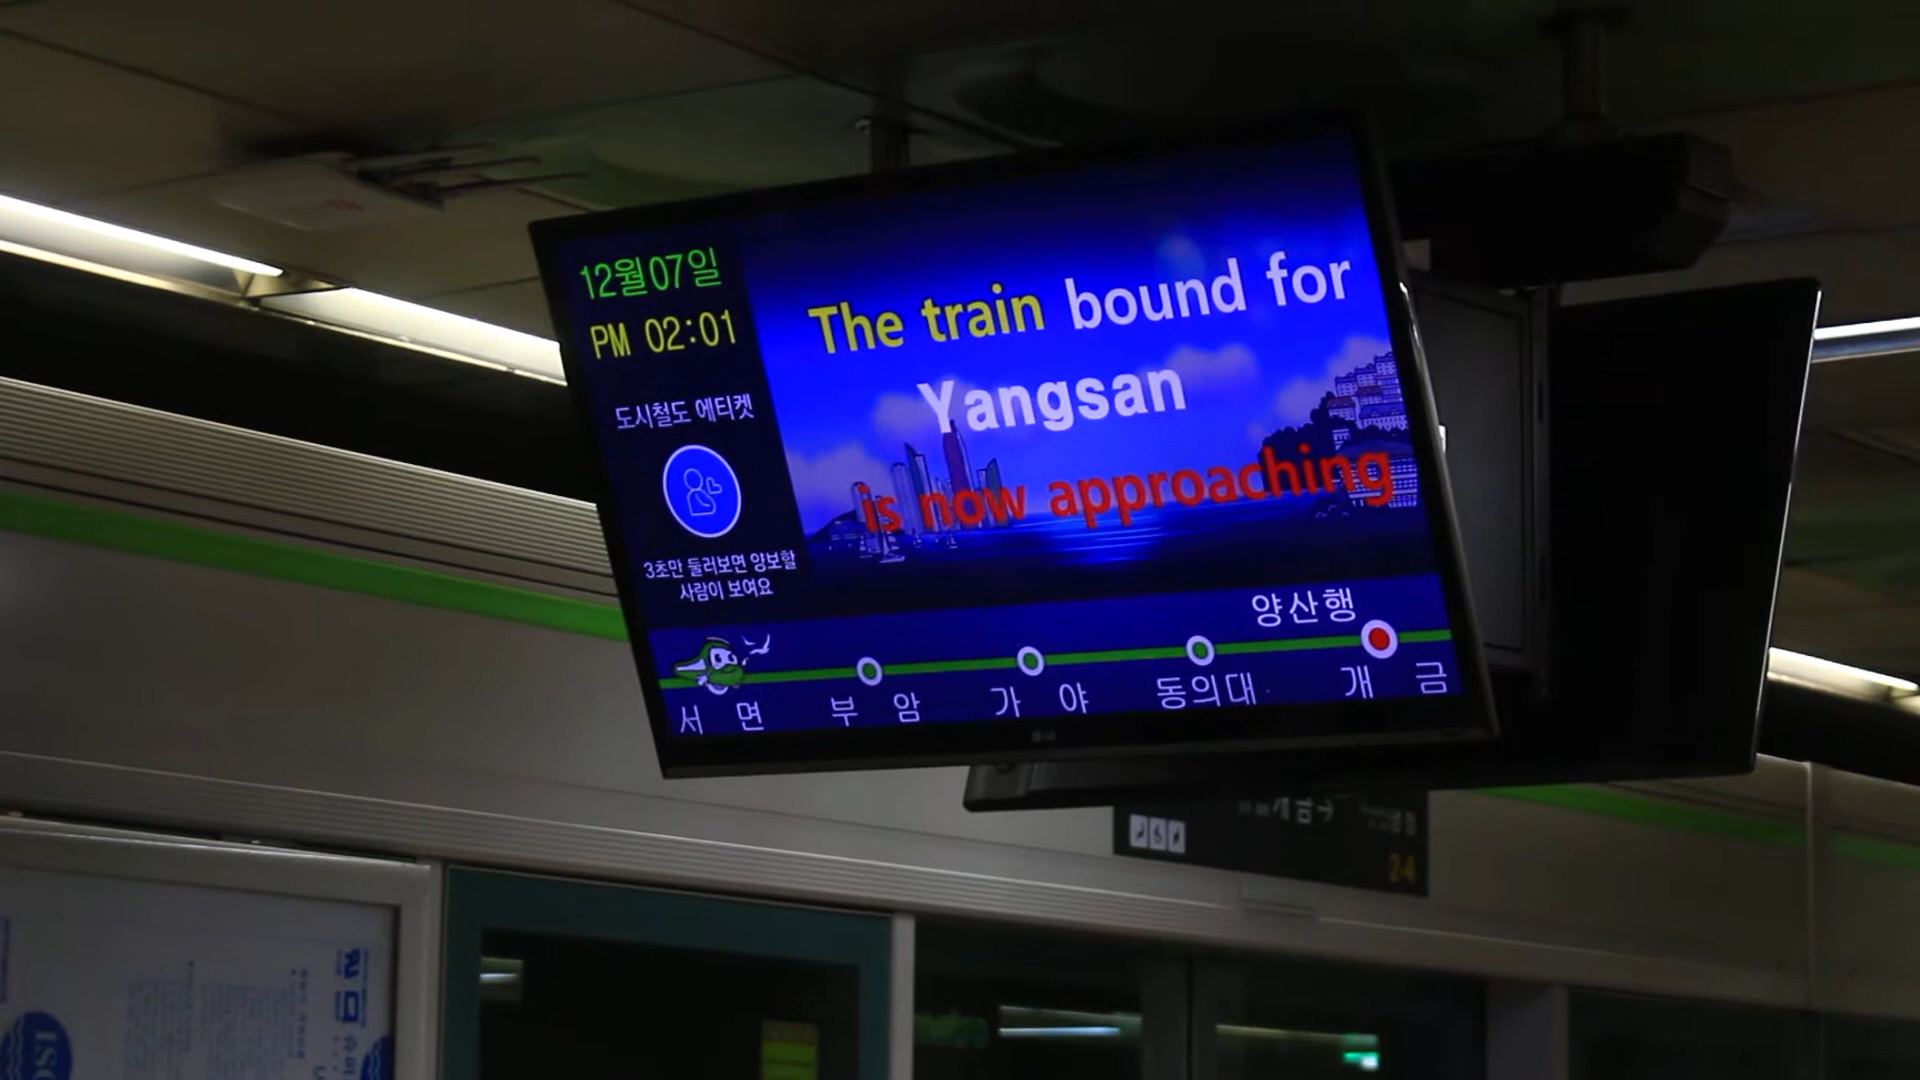 12월07일
PM 02:01
도시철도 에티켓
3초만 둘러보면 양보할
사람이 보여요
The train bound for
Yangsan
is now approaching
양산행
서 면 부 암 가 야 동의대 개 금
2-4